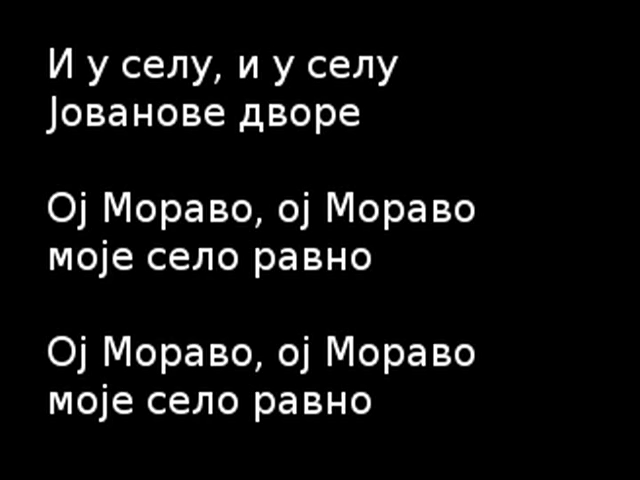 И у селу, и у селу
Јованове дворе
Ој Мораво, ој Мораво
моје село равно
Ој Мораво, ој Мораво
моје село равно